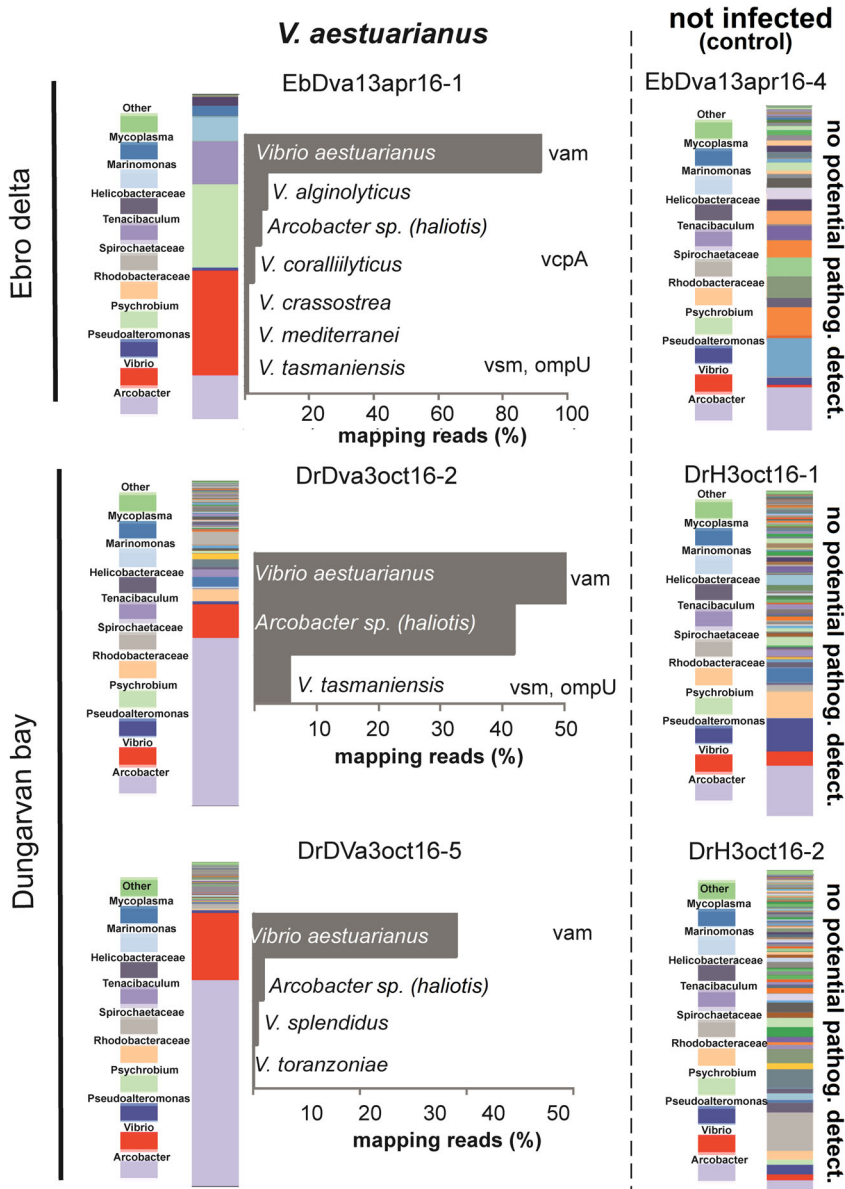 V. aestuarianus
not infected
(control)
Ebro delta
EbDva13apr16-1
Other
Mycoplasma
Marinomonas
Helicobacteraceae
Tenacibaculum
Spirochaetaceae
Rhodobacteraceae
Psychrobium
Pseudoalteromonas
Vibrio
Arcobacter
Vibrio aestuarianus
vam
V. alginolyticus
Arcobacter sp. (haliotis)
V. coralliilyticus
vcpA
V. crassostrea
V. mediterranei
V. tasmaniensis
vsm, ompU
20 40 60 80 100
mapping reads (%)
EbDva13apr16-4
Other
Mycoplasma
Marinomonas
Helicobacteraceae
Tenacibaculum
Spirochaetaceae
Rhodobacteraceae
Psychrobium
Pseudoalteromonas
Vibrio
Arcobacter
no potential pathog. detect.
Dungarvan bay
DrDva3oct16-2
Other
Mycoplasma
Marinomonas
Helicobacteraceae
Tenacibaculum
Spirochaetaceae
Rhodobacteraceae
Psychrobium
Pseudoalteromonas
Vibrio
Arcobacter
Vibrio aestuarianus
vam
Arcobacter sp. (haliotis)
V. tasmaniensis
vsm, ompU
10 20 30 40 50
mapping reads (%)
DrH3oct16-1
Other
Mycoplasma
Marinomonas
Helicobacteraceae
Tenacibaculum
Spirochaetaceae
Rhodobacteraceae
Psychrobium
Pseudoalteromonas
Vibrio
Arcobacter
no potential pathog. detect.
DrDVa3oct16-5
Other
Mycoplasma
Marinomonas
Helicobacteraceae
Tenacibaculum
Spirochaetaceae
Rhodobacteraceae
Psychrobium
Pseudoalteromonas
Vibrio
Arcobacter
Vibrio aestuarianus
vam
Arcobacter sp. (haliotis)
V. splendidus
V. toranzoniae
10 20 30 40 50
mapping reads (%)
DrH3oct16-2
Other
Mycoplasma
Marinomonas
Helicobacteraceae
Tenacibaculum
Spirochaetaceae
Rhodobacteraceae
Psychrobium
Pseudoalteromonas
Vibrio
Arcobacter
no potential pathog. detect.